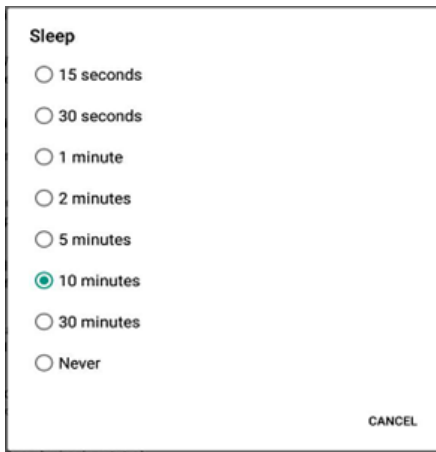 Sleep
15 seconds
30 seconds
1 minute
2 minutes
5 minutes
10 minutes
30 minutes
Never
CANCEL